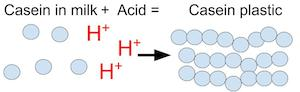 Casein in milk + Acid = Casein plastic
H+
H+
H+